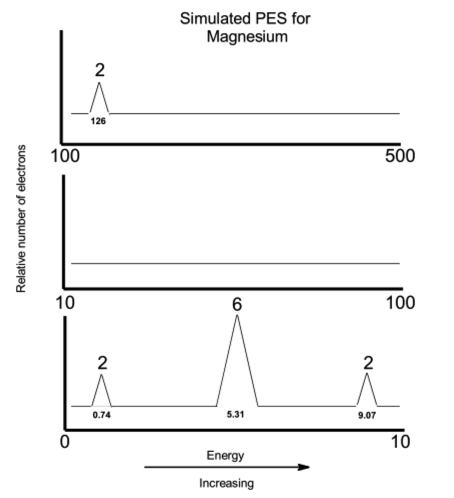 Simulated PES for
Magnesium
2
126
100 500
Relative number of electrons
10 100
6
2 2
0.74 5.31 9.07
0 10
Energy
Increasing